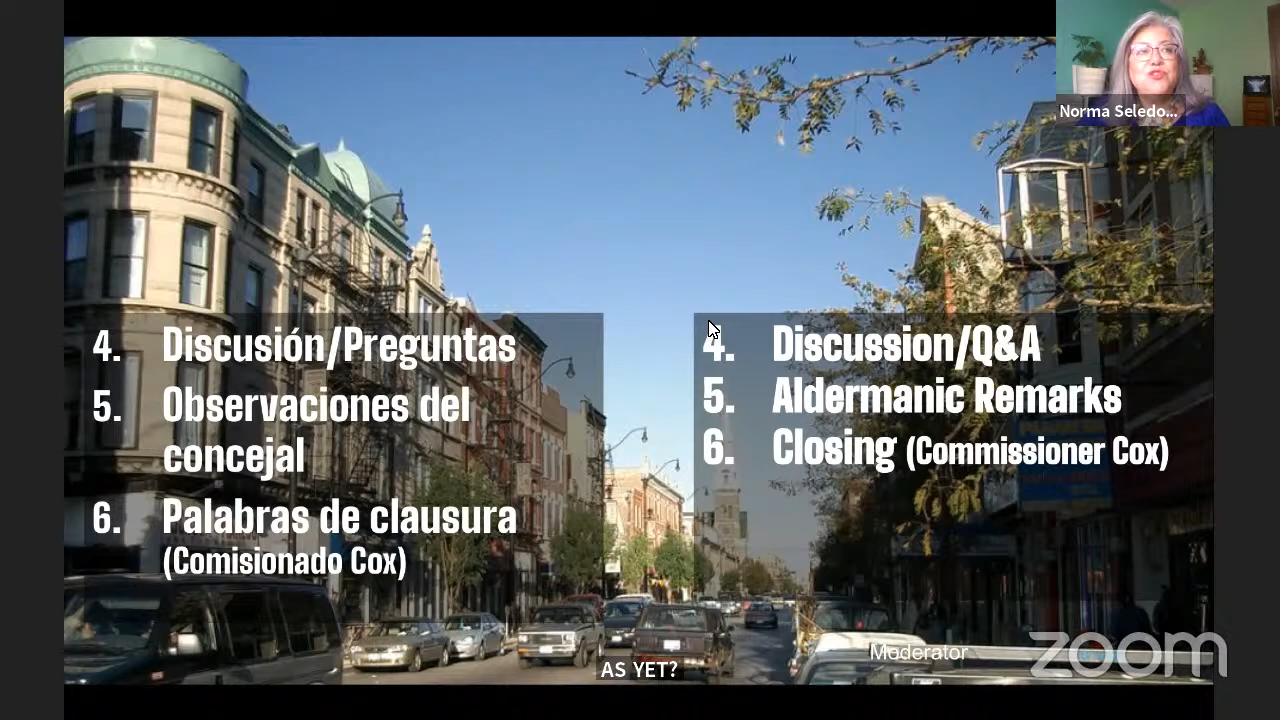 Norma Seledo...
4. Discusión/Preguntas
5. Observaciones del
concejal
6. Palabras de clausura
(Comisionado Cox)
4. Discussion/Q&A
5. Aldermanic Remarks
6. Closing (Commissioner Cox)
Moderator
zoom
AS YET?